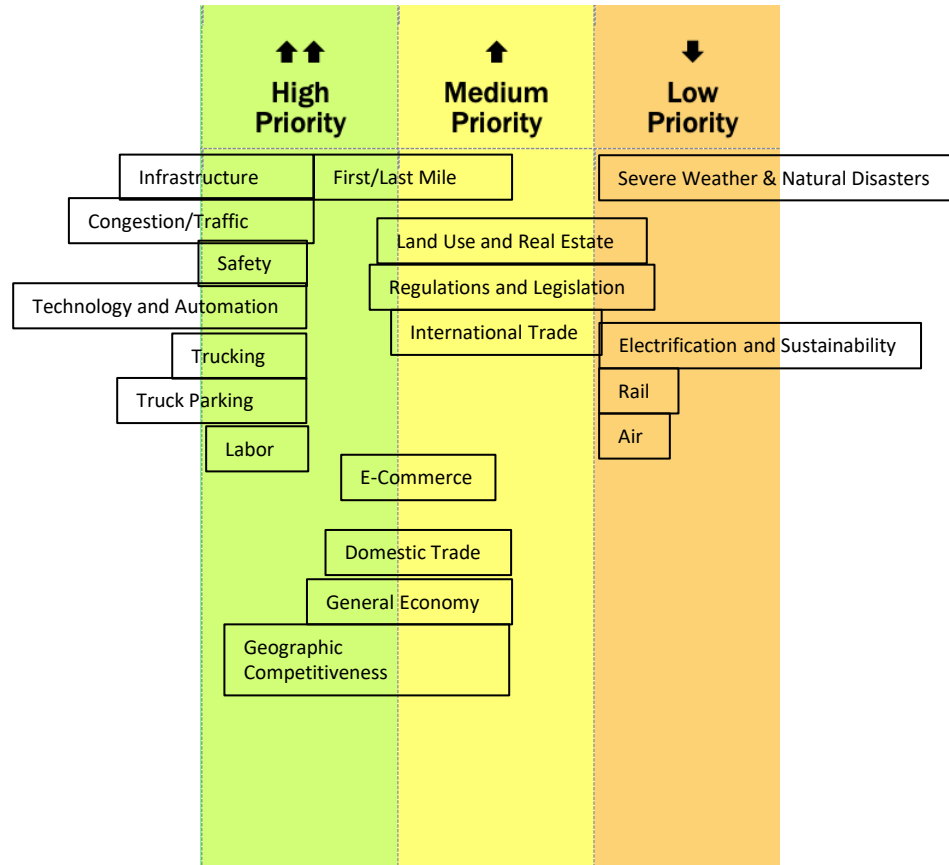 High
Priority
Medium
Priority
Low
Priority
Infrastructure
First/Last Mile
Severe Weather & Natural Disasters
Congestion/Traffic
Land Use and Real Estate
Safety
Regulations and Legislation
Technology and Automation
International Trade
Electrification and Sustainability
Trucking
Rail
Truck Parking
Air
Labor
E-Commerce
Domestic Trade
General Economy
Geographic
Competitiveness